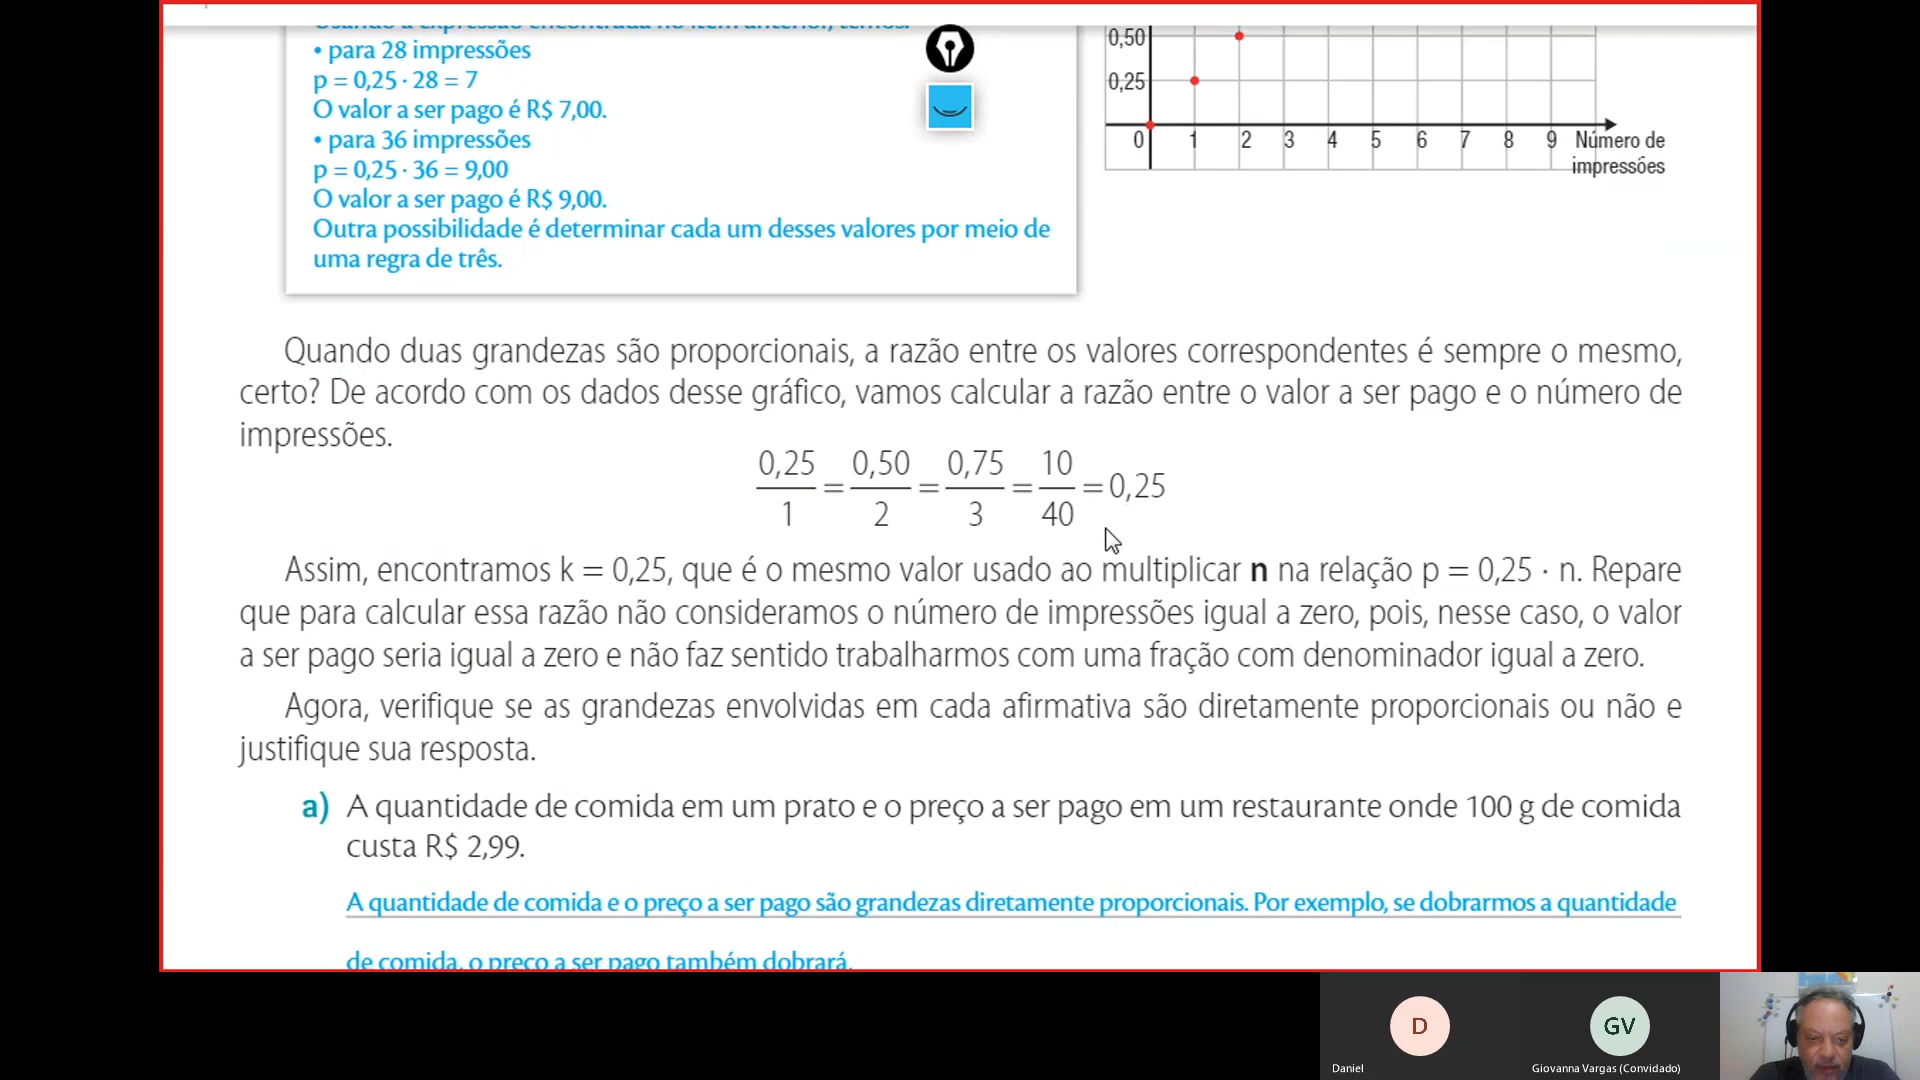 Usando a expressão encontrada no item anterior, temos:
• para 28 impressões
p = 0,25 · 28 = 7
O valor a ser pago é R$ 7,00.
• para 36 impressões
p = 0,25 · 36 = 9,00
O valor a ser pago é R$ 9,00.
Outra possibilidade é determinar cada um desses valores por meio de
uma regra de três.
0,50
0,25
0 1 2 3 4 5 6 7 8 9 Número de
impressões
Quando duas grandezas são proporcionais, a razão entre os valores correspondentes é sempre o mesmo,
certo? De acordo com os dados desse gráfico, vamos calcular a razão entre o valor a ser pago e o número de
impressões.
0,25/1 = 0,50/2 = 0,75/3 = 10/40 = 0,25
Assim, encontramos k = 0,25, que é o mesmo valor usado ao multiplicar n na relação p = 0,25 · n. Repare
que para calcular essa razão não consideramos o número de impressões igual a zero, pois, nesse caso, o valor
a ser pago seria igual a zero e não faz sentido trabalharmos com uma fração com denominador igual a zero.
Agora, verifique se as grandezas envolvidas em cada afirmativa são diretamente proporcionais ou não e
justifique sua resposta.
a) A quantidade de comida em um prato e o preço a ser pago em um restaurante onde 100 g de comida
custa R$ 2,99.
A quantidade de comida e o preço a ser pago são grandezas diretamente proporcionais. Por exemplo, se dobrarmos a quantidade
de comida, o preço a ser pago também dobrará.
D
GV
Daniel
Giovanna Vargas (Convidado)